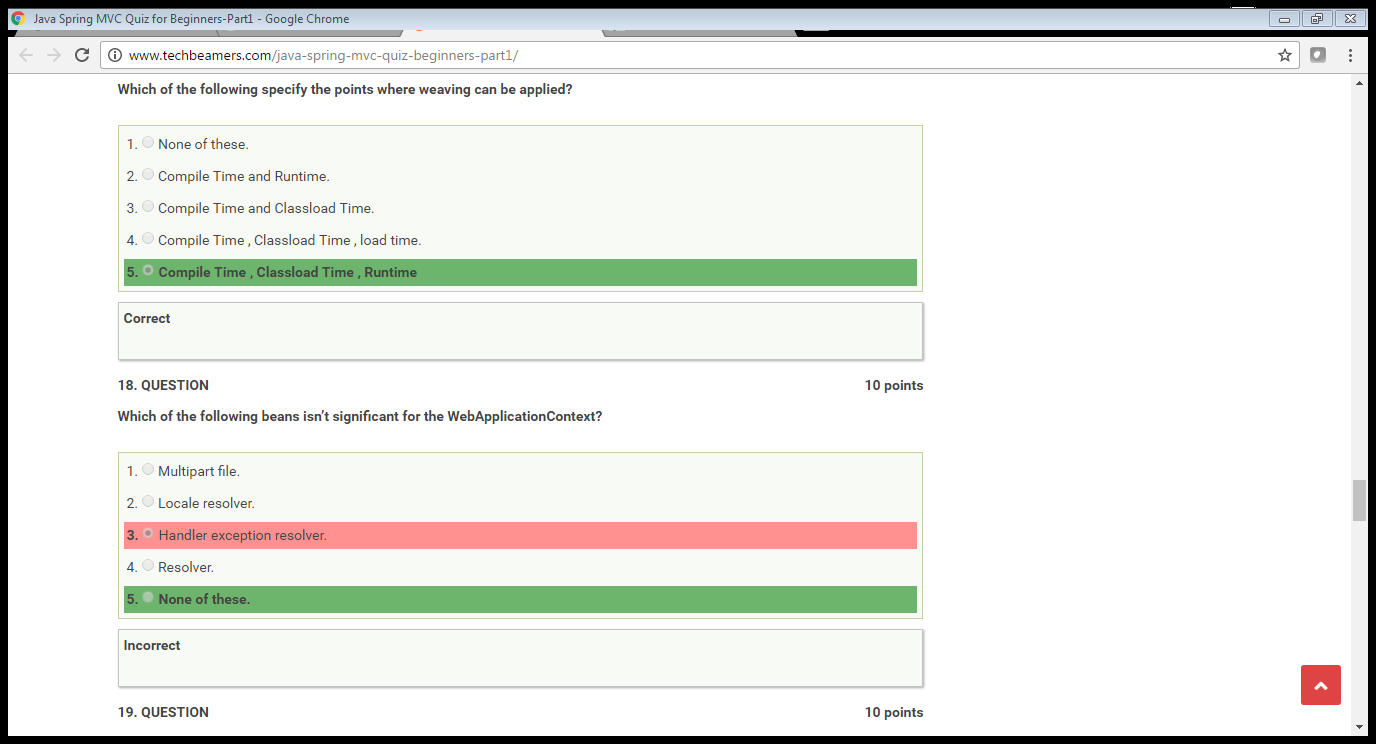 Java Spring MVC Quiz for Beginners-Part1 - Google Chrome
www.techbeamers.com/java-spring-mvc-quiz-beginners-part1/
Which of the following specify the points where weaving can be applied?
1. None of these.
2. Compile Time and Runtime.
3. Compile Time and Classload Time.
4. Compile Time , Classload Time , load time.
5. Compile Time , Classload Time , Runtime
Correct
18. QUESTION 10 points
Which of the following beans isn’t significant for the WebApplicationContext?
1. Multipart file.
2. Locale resolver.
3. Handler exception resolver.
4. Resolver.
5. None of these.
Incorrect
19. QUESTION 10 points